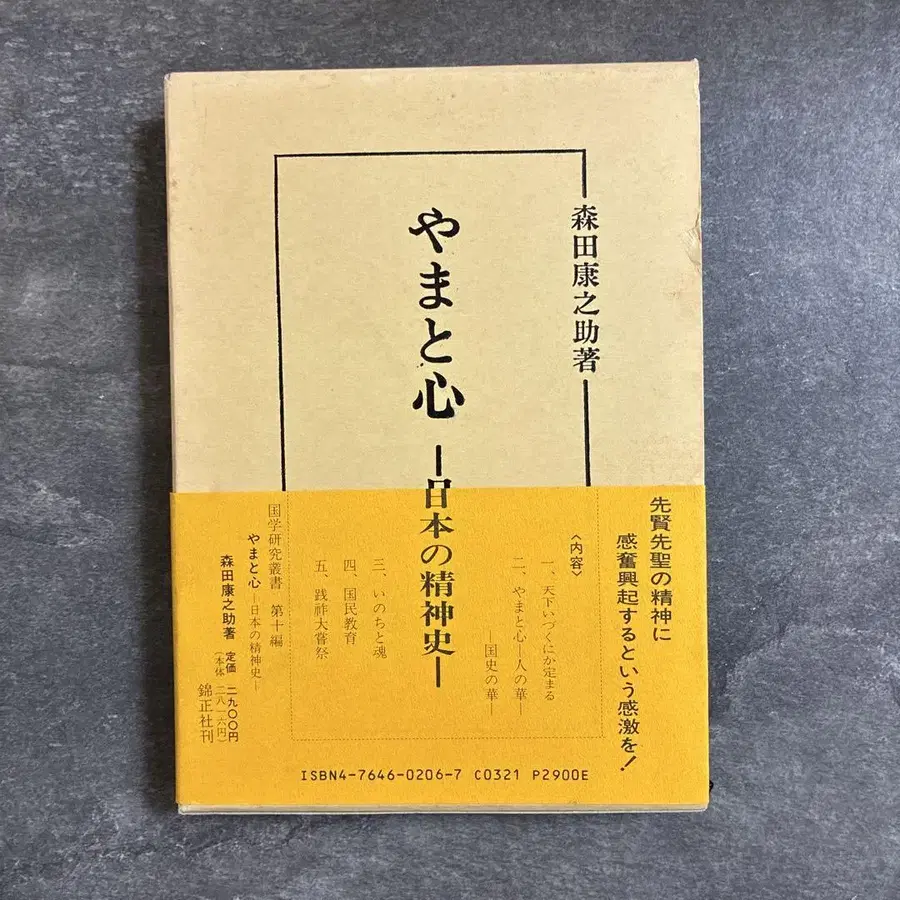 森田康之助著
やまと心
―日本の精神史―
先賢先聖の精神に
感奮興起するという感激を!
〈内容〉
一、天下いづくにか定まる
二、やまと心―人の華―
―国史の華―
三、いのちと魂
四、国民教育
五、践祚大嘗祭
国学研究叢書 第十編
やまと心―日本の精神史―
森田康之助著 定価 二九〇〇円
(本体 二八一六円)
錦正社刊
ISBN4-7646-0206-7 C0321 P2900E